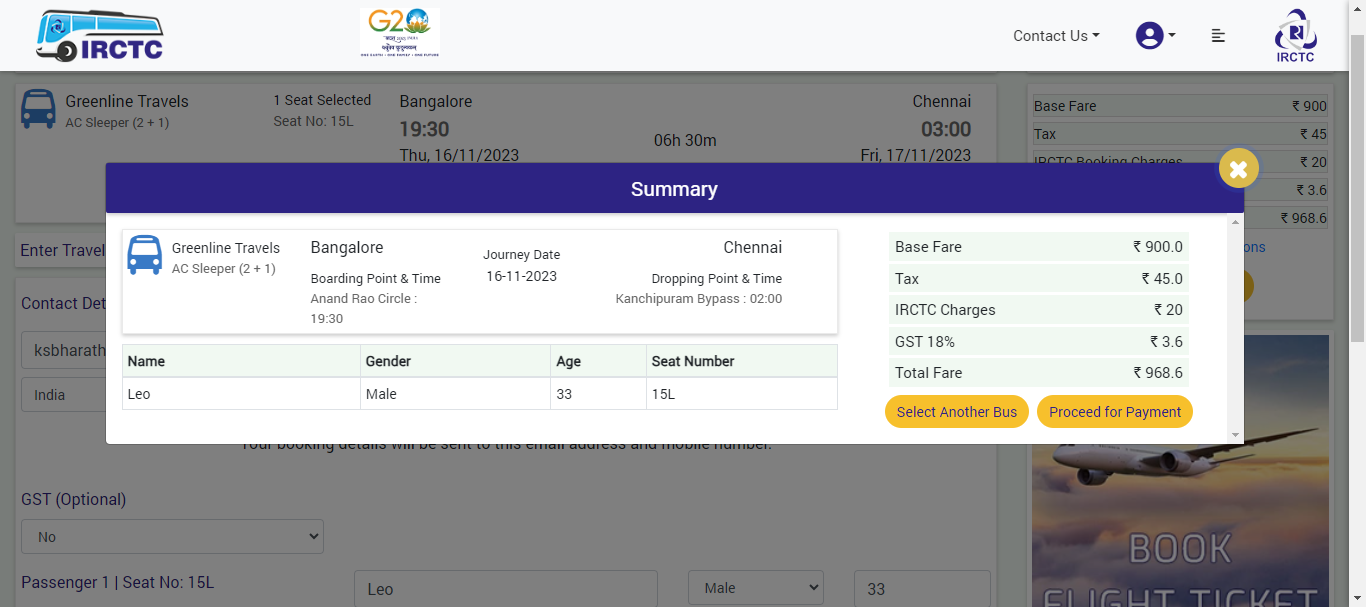 IRCTC
G20
ONE EARTH • ONE FAMILY • ONE FUTURE
Contact Us
IRCTC
Greenline Travels
AC Sleeper (2 + 1)
1 Seat Selected
Seat No: 15L
Bangalore
19:30
Thu, 16/11/2023
06h 30m
Chennai
03:00
Fri, 17/11/2023
Base Fare ₹ 900
Tax ₹ 45
IRCTC Booking Charges ₹ 20
₹ 3.6
₹ 968.6
Summary
Greenline Travels
AC Sleeper (2 + 1)
Bangalore
Boarding Point & Time
Anand Rao Circle :
19:30
Journey Date
16-11-2023
Chennai
Dropping Point & Time
Kanchipuram Bypass : 02:00
Name Gender Age Seat Number
Leo Male 33 15L
Base Fare ₹ 900.0
Tax ₹ 45.0
IRCTC Charges ₹ 20
GST 18% ₹ 3.6
Total Fare ₹ 968.6
Select Another Bus Proceed for Payment
Enter Travel
Contact Det
ksbharath
India
Your booking details will be sent to this email address and mobile number.
GST (Optional)
No
Passenger 1 | Seat No: 15L
Leo
Male
33
BOOK
FLIGHT TICKET